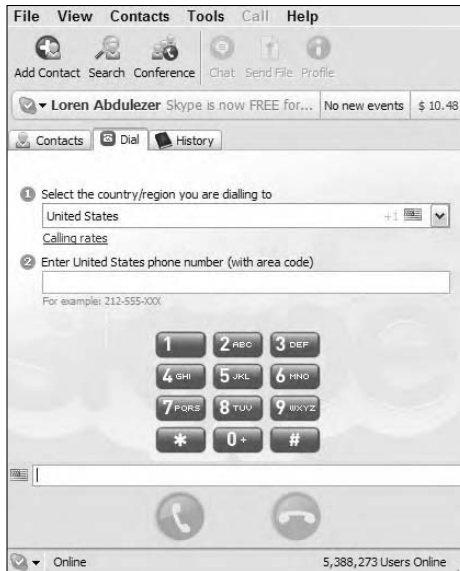 File View Contacts Tools Call Help
Add Contact Search Conference Chat Send File Profile
Loren Abdulezer Skype is now FREE for... No new events $ 10.48
Contacts Dial History
1 Select the country/region you are dialling to
United States +1
Calling rates
2 Enter United States phone number (with area code)
For example: 212-555-XXX
1 2 ABC 3 DEF
4 GHI 5 JKL 6 MNO
7 PQRS 8 TUV 9 WXYZ
* 0 + #
Online 5,388,273 Users Online